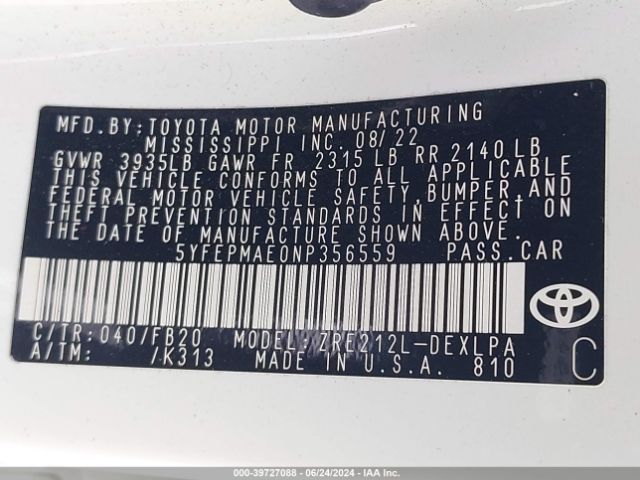 MFD.BY:TOYOTA MOTOR MANUFACTURING
MISSISSIPPI INC. 08/22
GVWR 3935LB GAWR FR 2315 LB RR 2140 LB
THIS VEHICLE CONFORMS TO ALL APPLICABLE
FEDERAL MOTOR VEHICLE SAFETY,BUMPER,AND
THEFT PREVENTION STANDARDS IN EFFECT ON
THE DATE OF MANUFACTURE SHOWN ABOVE.
5YFEPMAE0NP356559 PASS.CAR
C/TR:040/FB20 MODEL:ZRE212L-DEXLPA
A/TM: /K313 MADE IN U.S.A. 810
TOYOTA
C
000-39727088 - 06/24/2024 - IAA Inc.